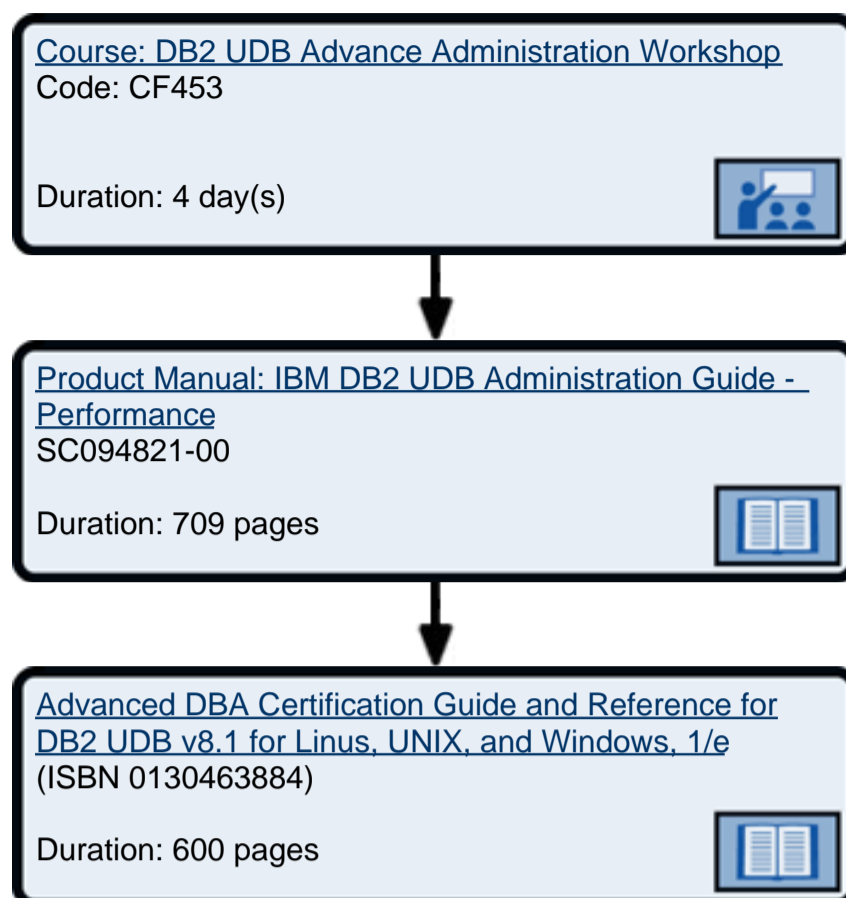 Course: DB2 UDB Advance Administration Workshop
Code: CF453
Duration: 4 day(s)
Product Manual: IBM DB2 UDB Administration Guide -
Performance
SC094821-00
Duration: 709 pages
Advanced DBA Certification Guide and Reference for
DB2 UDB v8.1 for Linus, UNIX, and Windows, 1/e
(ISBN 0130463884)
Duration: 600 pages